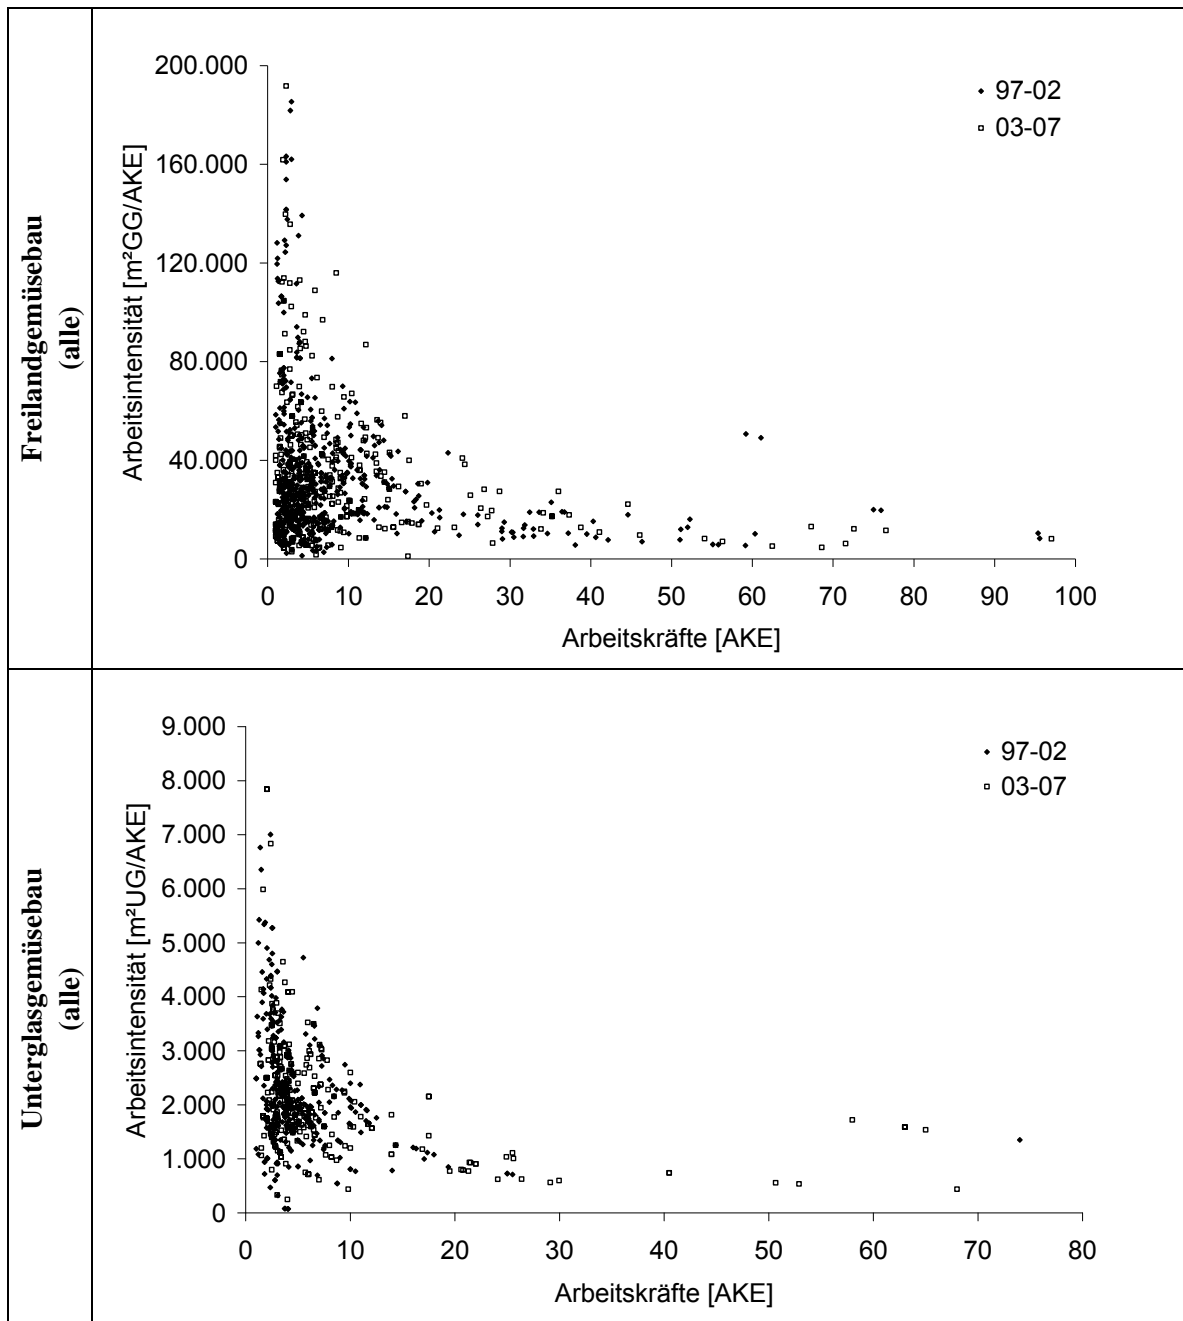 Freilandgemüsebau
(alle)
Arbeitsintensität [m²GG/AKE]
200.000
160.000
120.000
80.000
40.000
0
97-02
03-07
0 10 20 30 40 50 60 70 80 90 100
Arbeitskräfte [AKE]
Unterglasgemüsebau
(alle)
Arbeitsintensität [m²UG/AKE]
9.000
8.000
7.000
6.000
5.000
4.000
3.000
2.000
1.000
0
97-02
03-07
0 10 20 30 40 50 60 70 80
Arbeitskräfte [AKE]